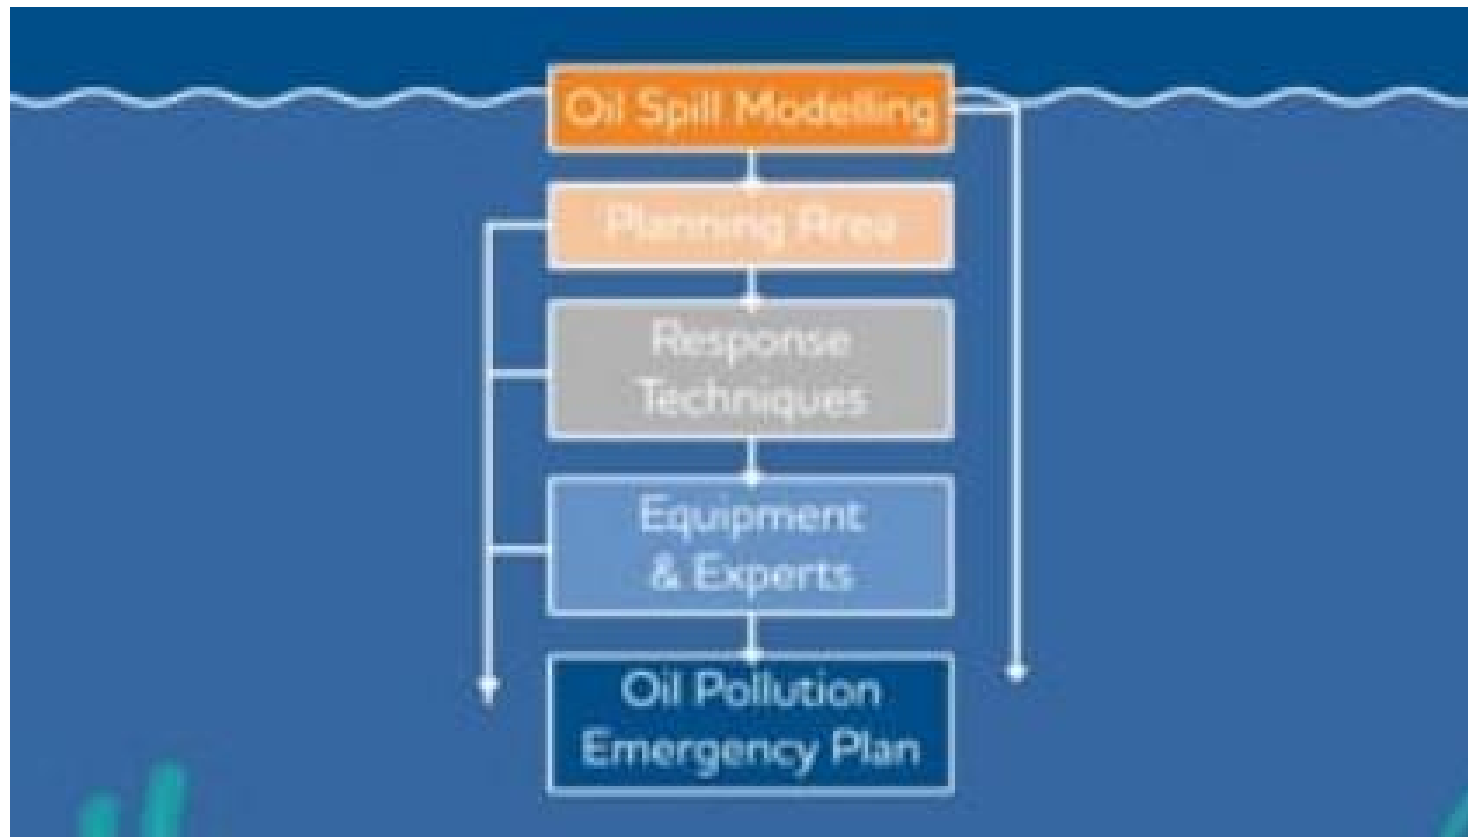 Oil Spill Modelling
Planning Area
Response
Techniques
Equipment
& Experts
Oil Pollution
Emergency Plan